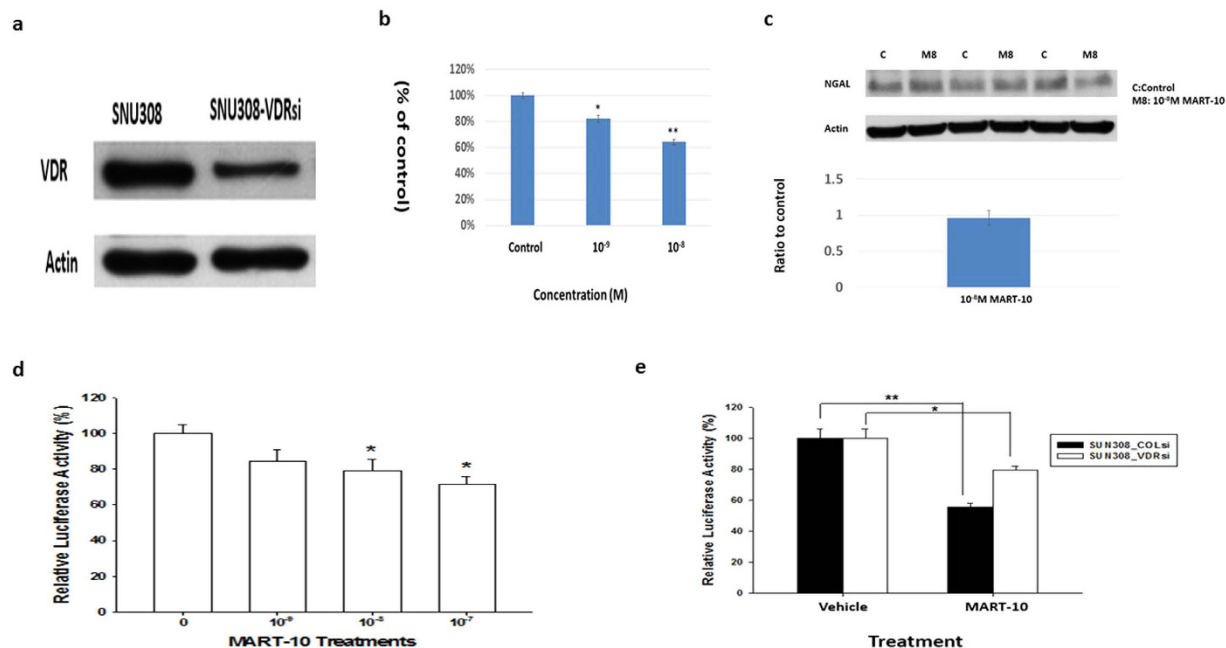 a
SNU308 SNU308-VDRsi
VDR
Actin
b
(% of control)
120%
100%
80%
60%
40%
20%
0%
*
**
Control 10⁻⁹ 10⁻⁸
Concentration (M)
c
C M8 C M8 C M8
NGAL
Actin
C:Control
M8: 10⁻⁸M MART-10
Ratio to control
1.5
1
0.5
0
10⁻⁸M MART-10
d
Relative Luciferase Activity (%)
120
100
80
60
40
20
0
*
*
0 10⁻⁹ 10⁻⁸ 10⁻⁷
MART-10 Treatments
e
Relative Luciferase Activity (%)
120
100
80
60
40
20
0
**
*
SUN308_COLsi
SUN308_VDRsi
Vehicle MART-10
Treatment